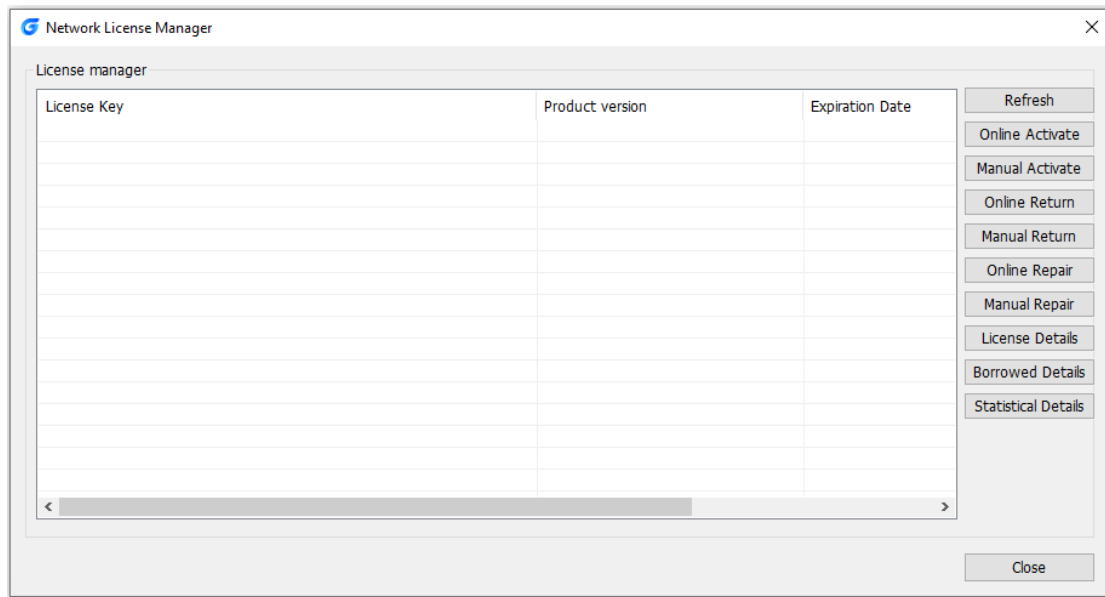 Network License Manager
License manager
License Key Product version Expiration Date
Refresh
Online Activate
Manual Activate
Online Return
Manual Return
Online Repair
Manual Repair
License Details
Borrowed Details
Statistical Details
Close